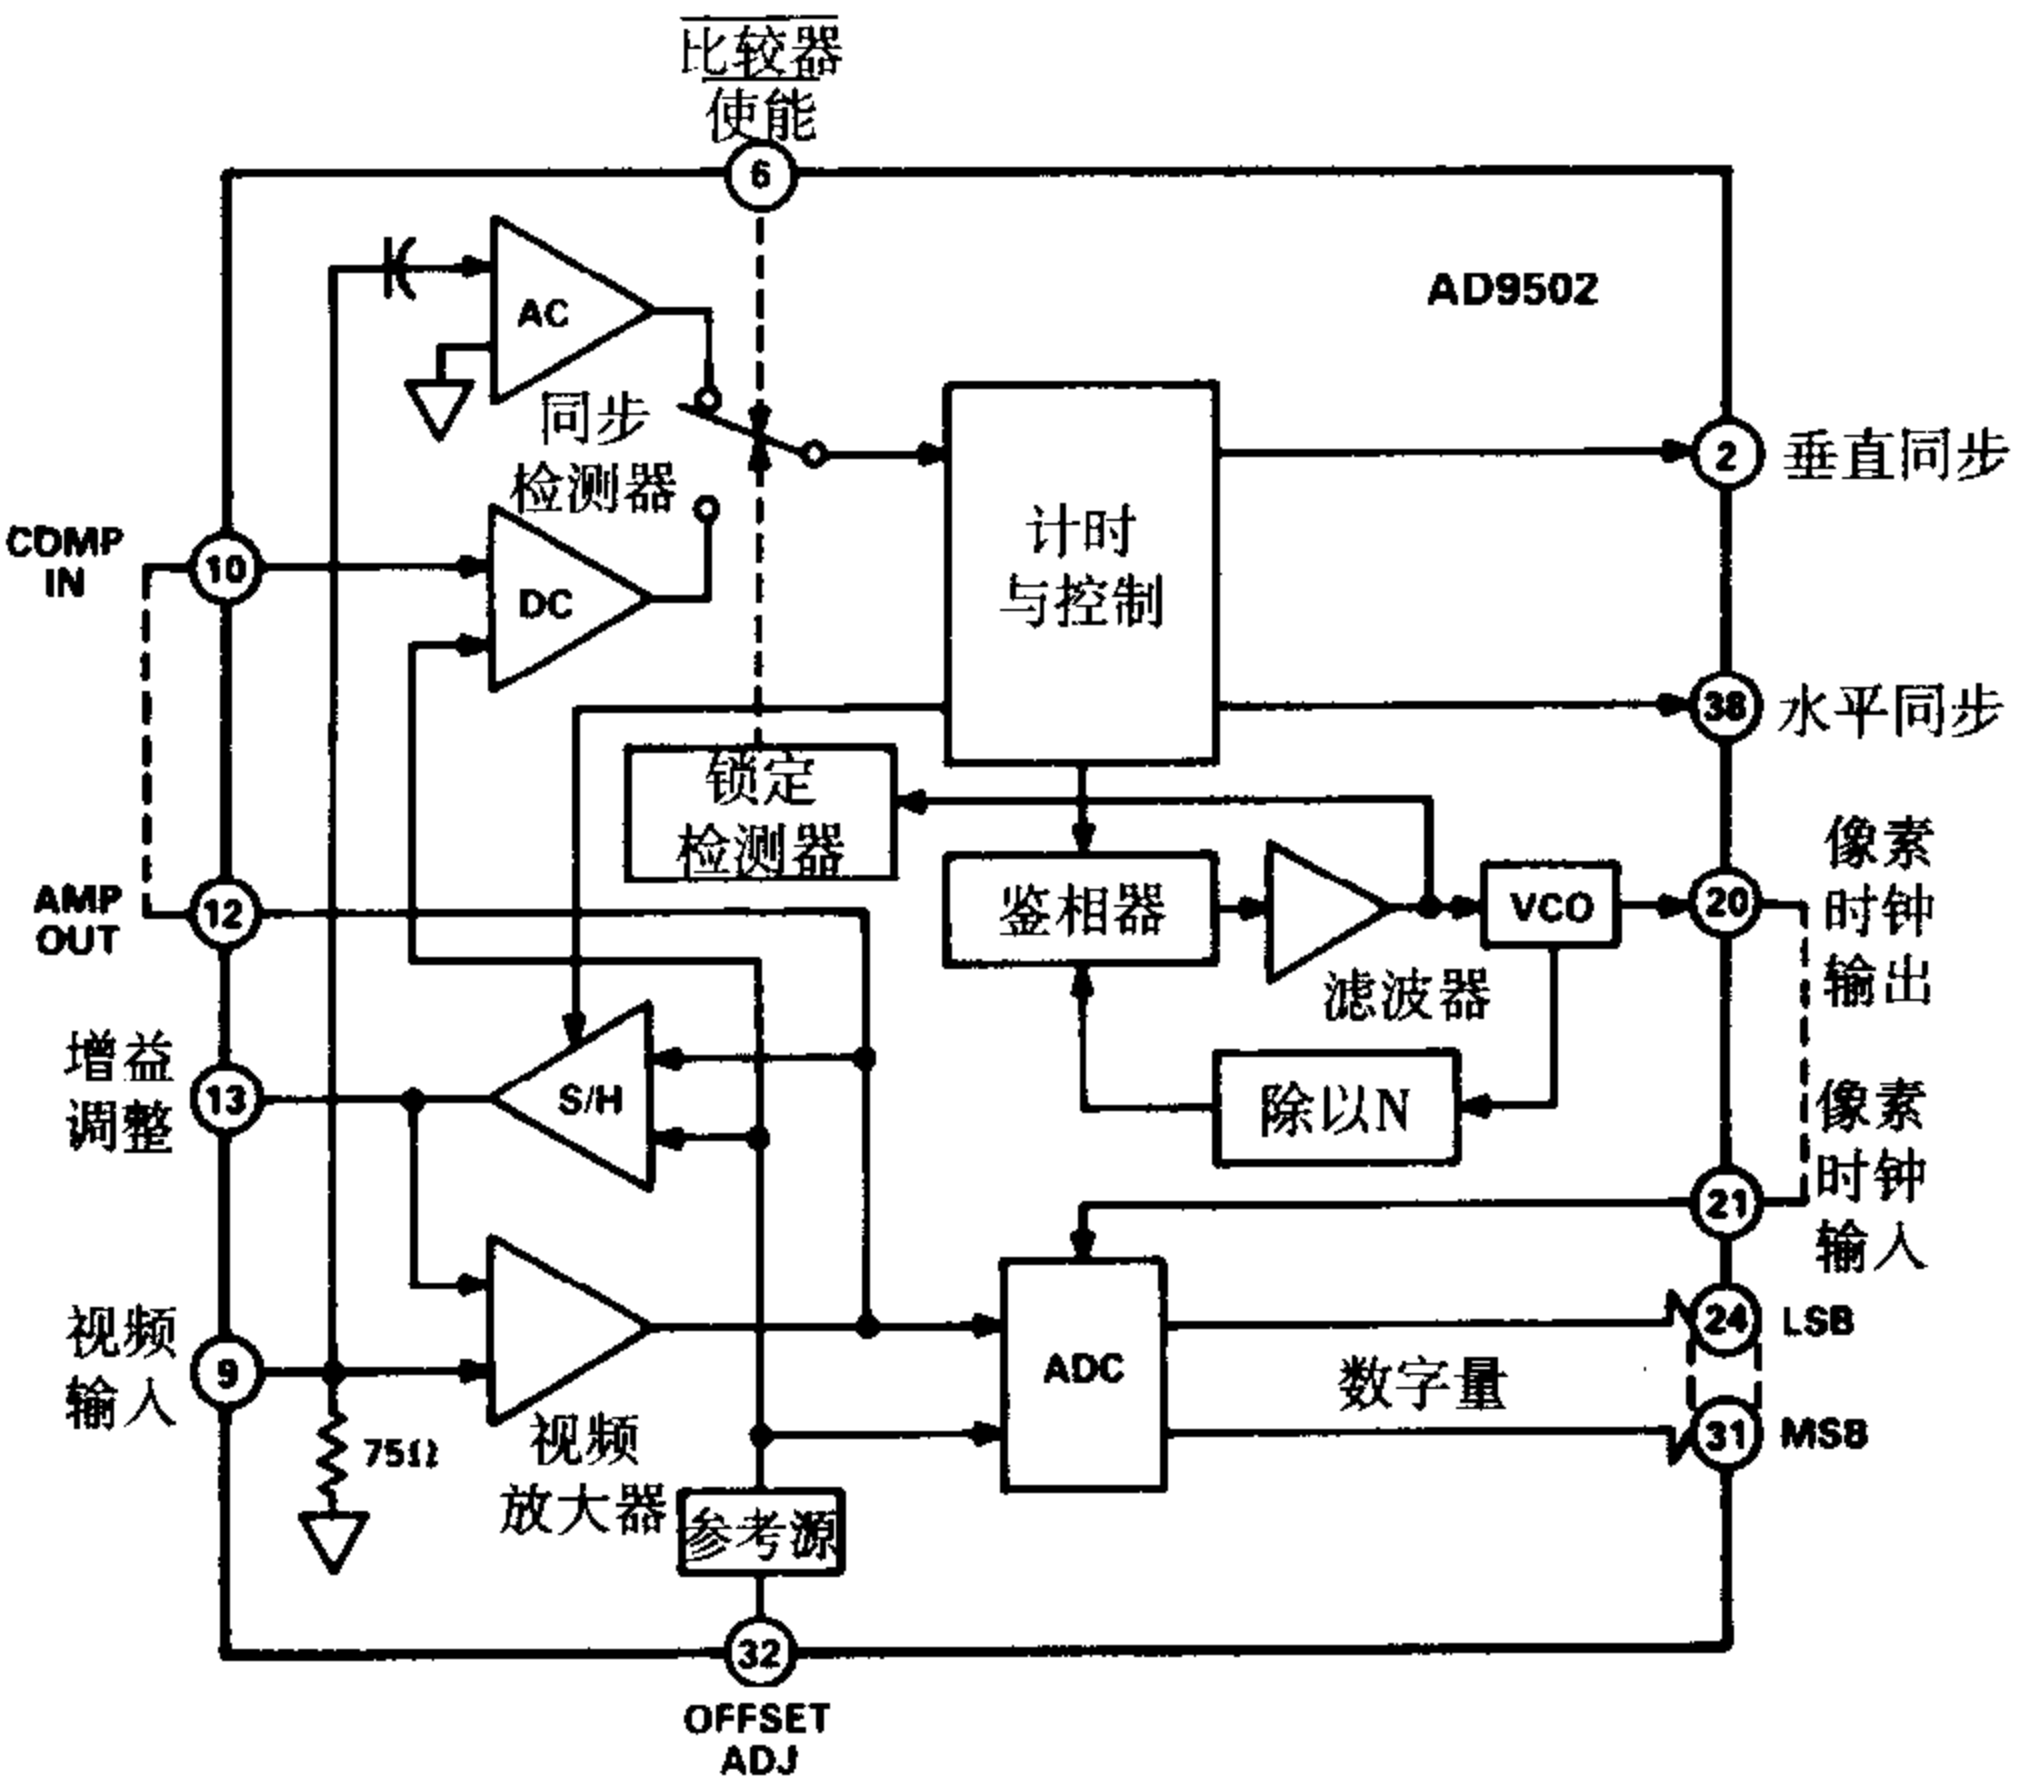 比较器
使能
6
AC
AD9502
同步
检测器
2
垂直同步
COMP
IN
10
DC
计时
与控制
38
水平同步
锁定
检测器
像素
时钟
输出
AMP
OUT
12
鉴相器
VCO
20
滤波器
增益
调整
13
S/H
除以N
像素
时钟
输入
21
视频
输入
9
ADC
24
LSB
数字量
31
MSB
75Ω
视频
放大器
参考源
32
OFFSET
ADJ